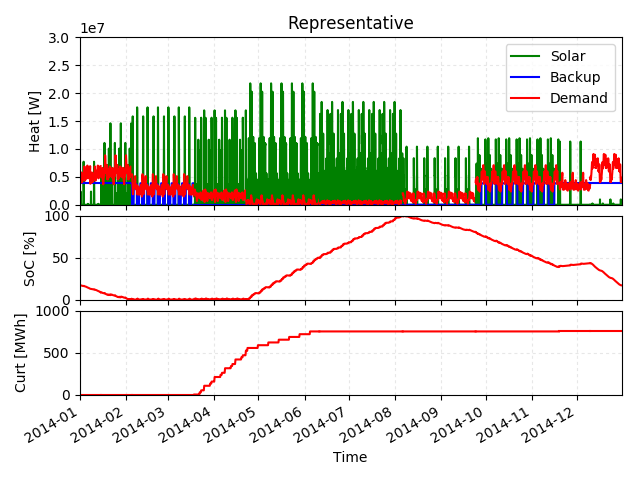 Representative
1e7
3.0
2.5
2.0
1.5
1.0
0.5
0.0
Heat [W]
Solar
Backup
Demand
100
50
0
SoC [%]
1000
500
0
Curt [MWh]
2014-01
2014-02
2014-03
2014-04
2014-05
2014-06
2014-07
2014-08
2014-09
2014-10
2014-11
2014-12
Time